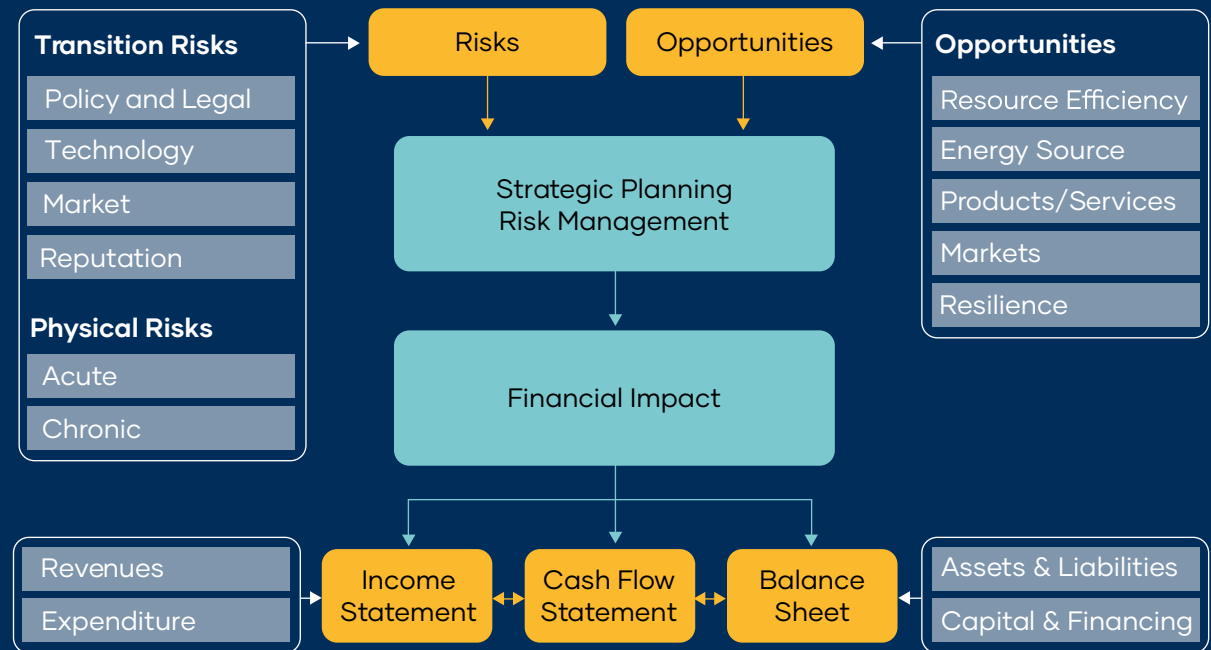 Transition Risks
Policy and Legal
Technology
Market
Reputation
Physical Risks
Acute
Chronic
Risks
Opportunities
Strategic Planning
Risk Management
Financial Impact
Opportunities
Resource Efficiency
Energy Source
Products/Services
Markets
Resilience
Revenues
Expenditure
Income
Statement
Cash Flow
Statement
Balance
Sheet
Assets & Liabilities
Capital & Financing